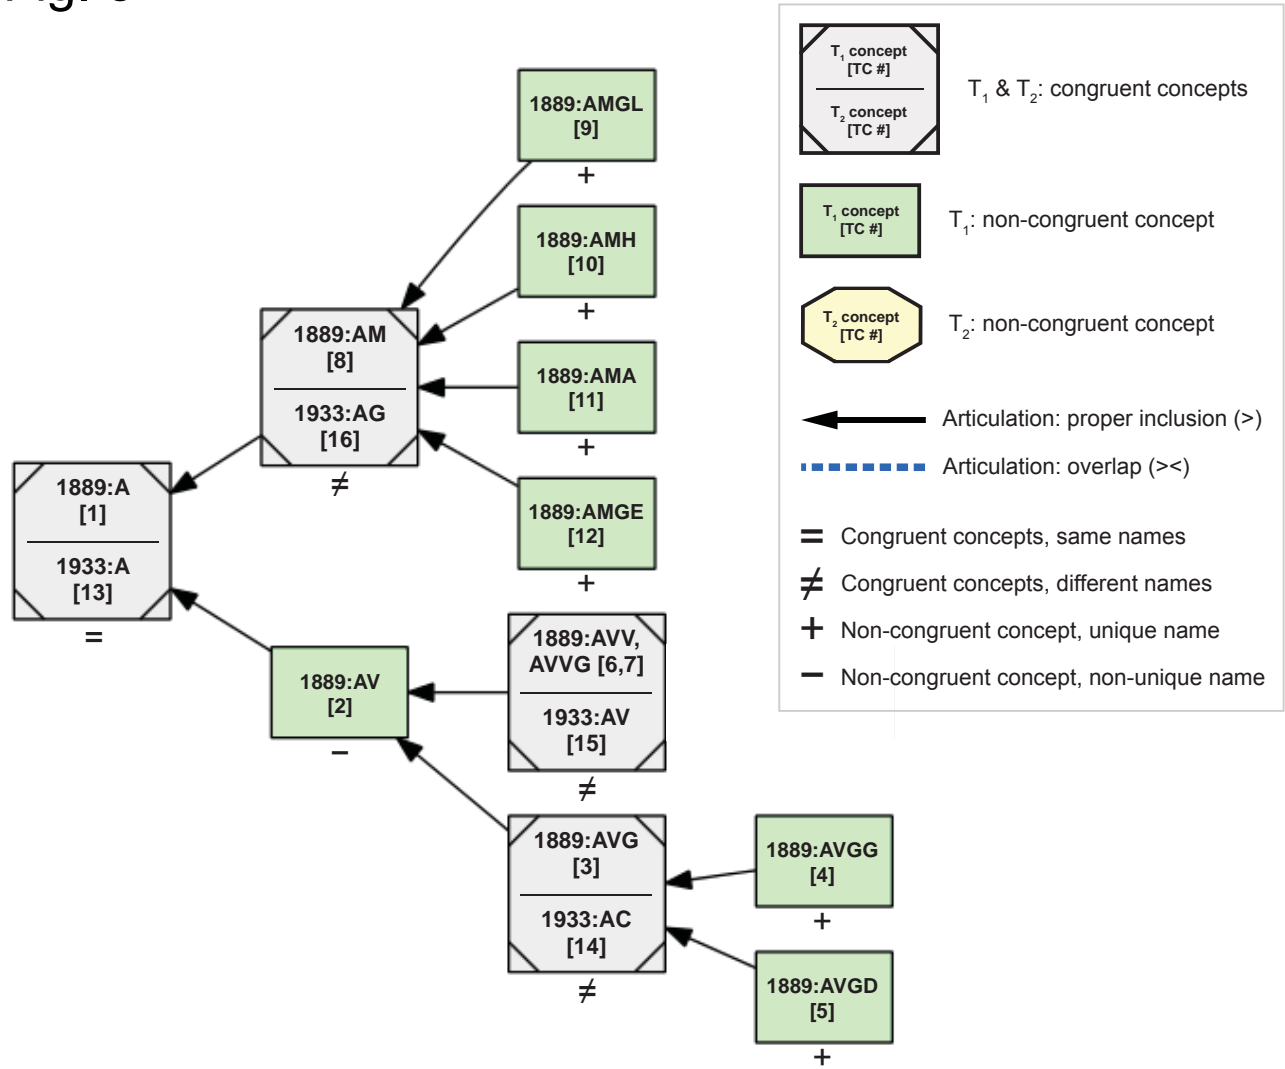 1889:AMGL
[9]
+
1889:AMH
[10]
+
1889:AM
[8]
1933:AG
[16]
≠
1889:AMA
[11]
+
1889:AMGE
[12]
+
1889:A
[1]
1933:A
[13]
=
1889:AV
[2]
−
1889:AVV,
AVVG [6,7]
1933:AV
[15]
≠
1889:AVG
[3]
1933:AC
[14]
≠
1889:AVGG
[4]
+
1889:AVGD
[5]
+
T1 concept
[TC #]
T2 concept
[TC #]
T1 & T2: congruent concepts
T1 concept
[TC #]
T1: non-congruent concept
T2 concept
[TC #]
T2: non-congruent concept
Articulation: proper inclusion (>)
Articulation: overlap (><)
= Congruent concepts, same names
≠ Congruent concepts, different names
+ Non-congruent concept, unique name
− Non-congruent concept, non-unique name